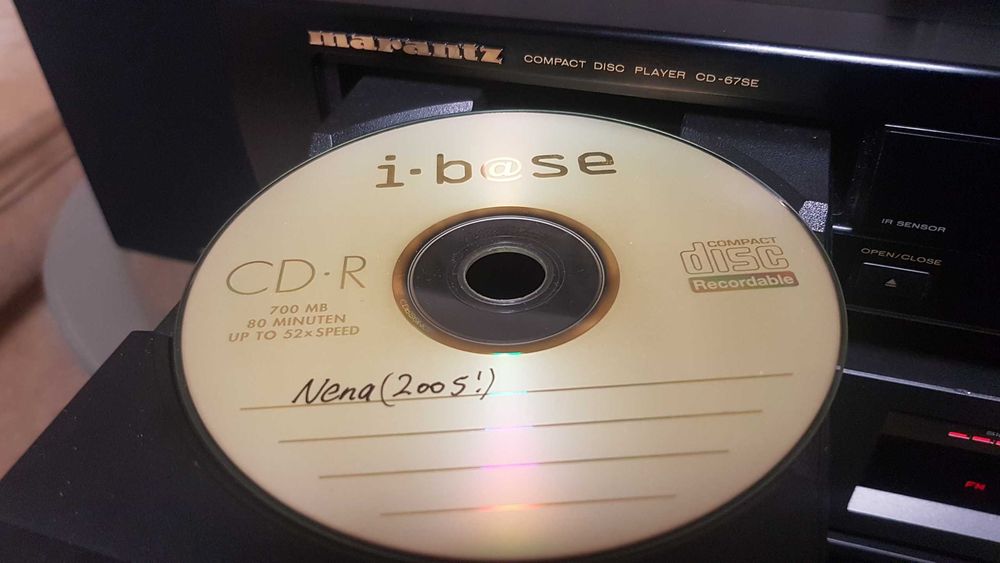 marantz COMPACT DISC PLAYER CD-67SE
i·b@se
IR SENSOR
OPEN/CLOSE
CD·R
700 MB
80 MINUTEN
UP TO 52x SPEED
COMPACT
disc
Recordable
Nena (2005!)